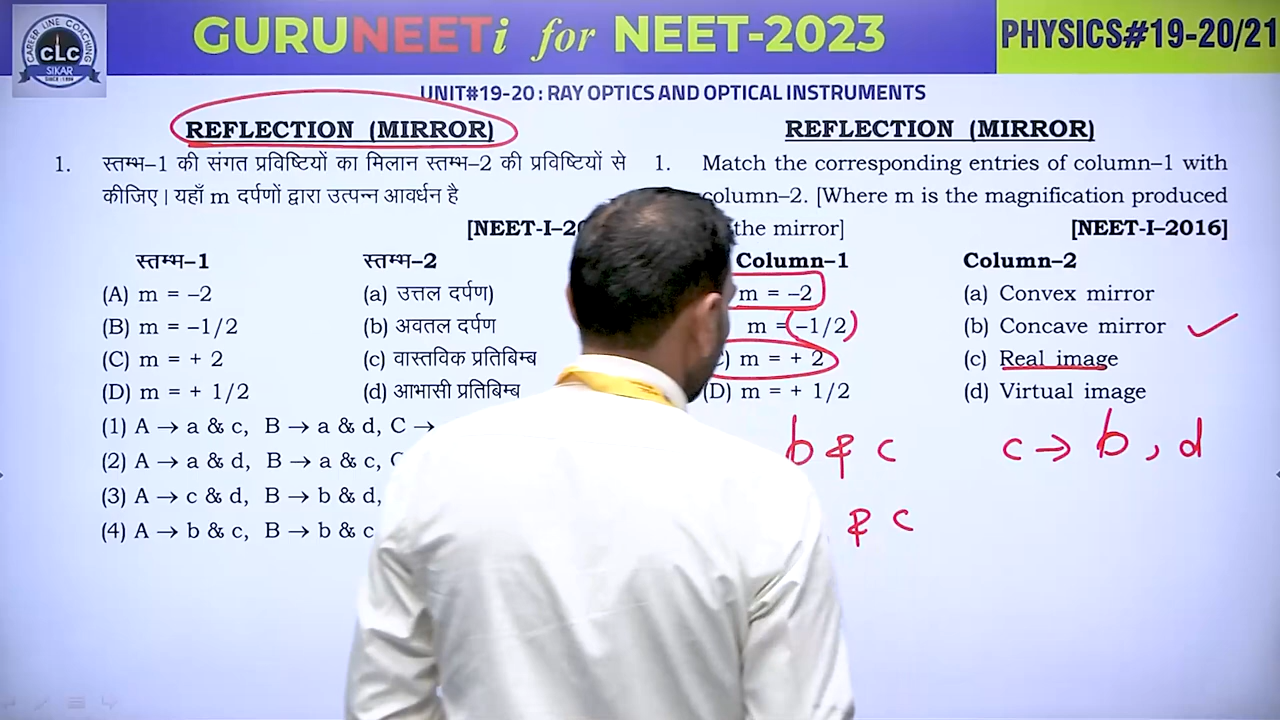 CAREER LINE COACHING
CLC
SIKAR
SINCE : 1996
GURUNEETi for NEET-2023
PHYSICS#19-20/21
UNIT#19-20 : RAY OPTICS AND OPTICAL INSTRUMENTS
REFLECTION (MIRROR)
1. स्तम्भ–1 की संगत प्रविष्टियों का मिलान स्तम्भ–2 की प्रविष्टियों से
कीजिए। यहाँ m दर्पणों द्वारा उत्पन्न आवर्धन है
[NEET-I–20
स्तम्भ–1 स्तम्भ–2
(A) m = –2 (a) उत्तल दर्पण)
(B) m = –1/2 (b) अवतल दर्पण
(C) m = + 2 (c) वास्तविक प्रतिबिम्ब
(D) m = + 1/2 (d) आभासी प्रतिबिम्ब
(1) A → a & c, B → a & d, C →
(2) A → a & d, B → a & c, C
(3) A → c & d, B → b & d,
(4) A → b & c, B → b & c
REFLECTION (MIRROR)
1. Match the corresponding entries of column–1 with
column–2. [Where m is the magnification produced
the mirror]
[NEET-I–2016]
Column–1 Column–2
m = –2 (a) Convex mirror
m = –1/2) (b) Concave mirror
) m = + 2 (c) Real image
(D) m = + 1/2 (d) Virtual image
b & c c → b, d
& c